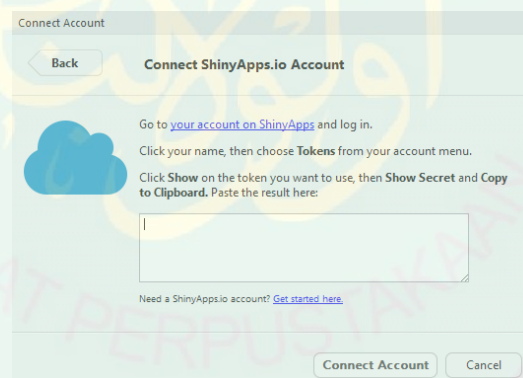 Connect Account
Back
Connect ShinyApps.io Account
Go to your account on ShinyApps and log in.
Click your name, then choose Tokens from your account menu.
Click Show on the token you want to use, then Show Secret and Copy
to Clipboard. Paste the result here:
Need a ShinyApps.io account? Get started here.
AT PERPUSTAKAAN
Connect Account
Cancel